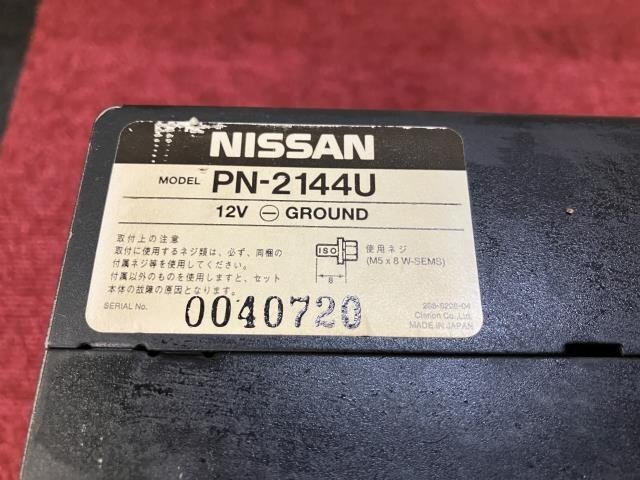 NISSAN
MODEL PN-2144U
12V ⊖ GROUND
取付上の注意
取付に使用するネジ類は、必ず、同梱の
付属ネジ等を使用してください。
付属以外のものを使用しますと、セット
本体の故障の原因となります。
ISO
8
使用ネジ
(M5 x 8 W-SEMS)
SERIAL No. 0040720
Clarion Co., Ltd.
MADE IN JAPAN